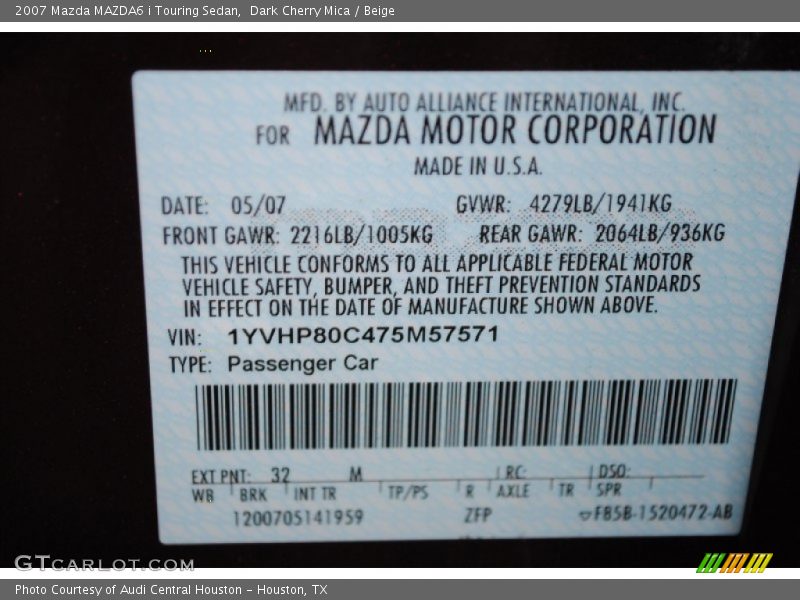 2007 Mazda MAZDA6 i Touring Sedan,  Dark Cherry Mica / Beige
MFD. BY AUTO ALLIANCE INTERNATIONAL, INC.
FOR MAZDA MOTOR CORPORATION
MADE IN U.S.A.
DATE: 05/07 GVWR: 4279LB/1941KG
FRONT GAWR: 2216LB/1005KG REAR GAWR: 2064LB/936KG
THIS VEHICLE CONFORMS TO ALL APPLICABLE FEDERAL MOTOR
VEHICLE SAFETY, BUMPER, AND THEFT PREVENTION STANDARDS
IN EFFECT ON THE DATE OF MANUFACTURE SHOWN ABOVE.
VIN: 1YVHP80C475M57571
TYPE: Passenger Car
EXT PNT: 32 M RC: DSO:
WB BRK INT TR TP/PS R AXLE TR SPR
1200705141959 ZFP F85B-1520472-AB
GTCARLOT.COM
Photo Courtesy of Audi Central Houston - Houston, TX